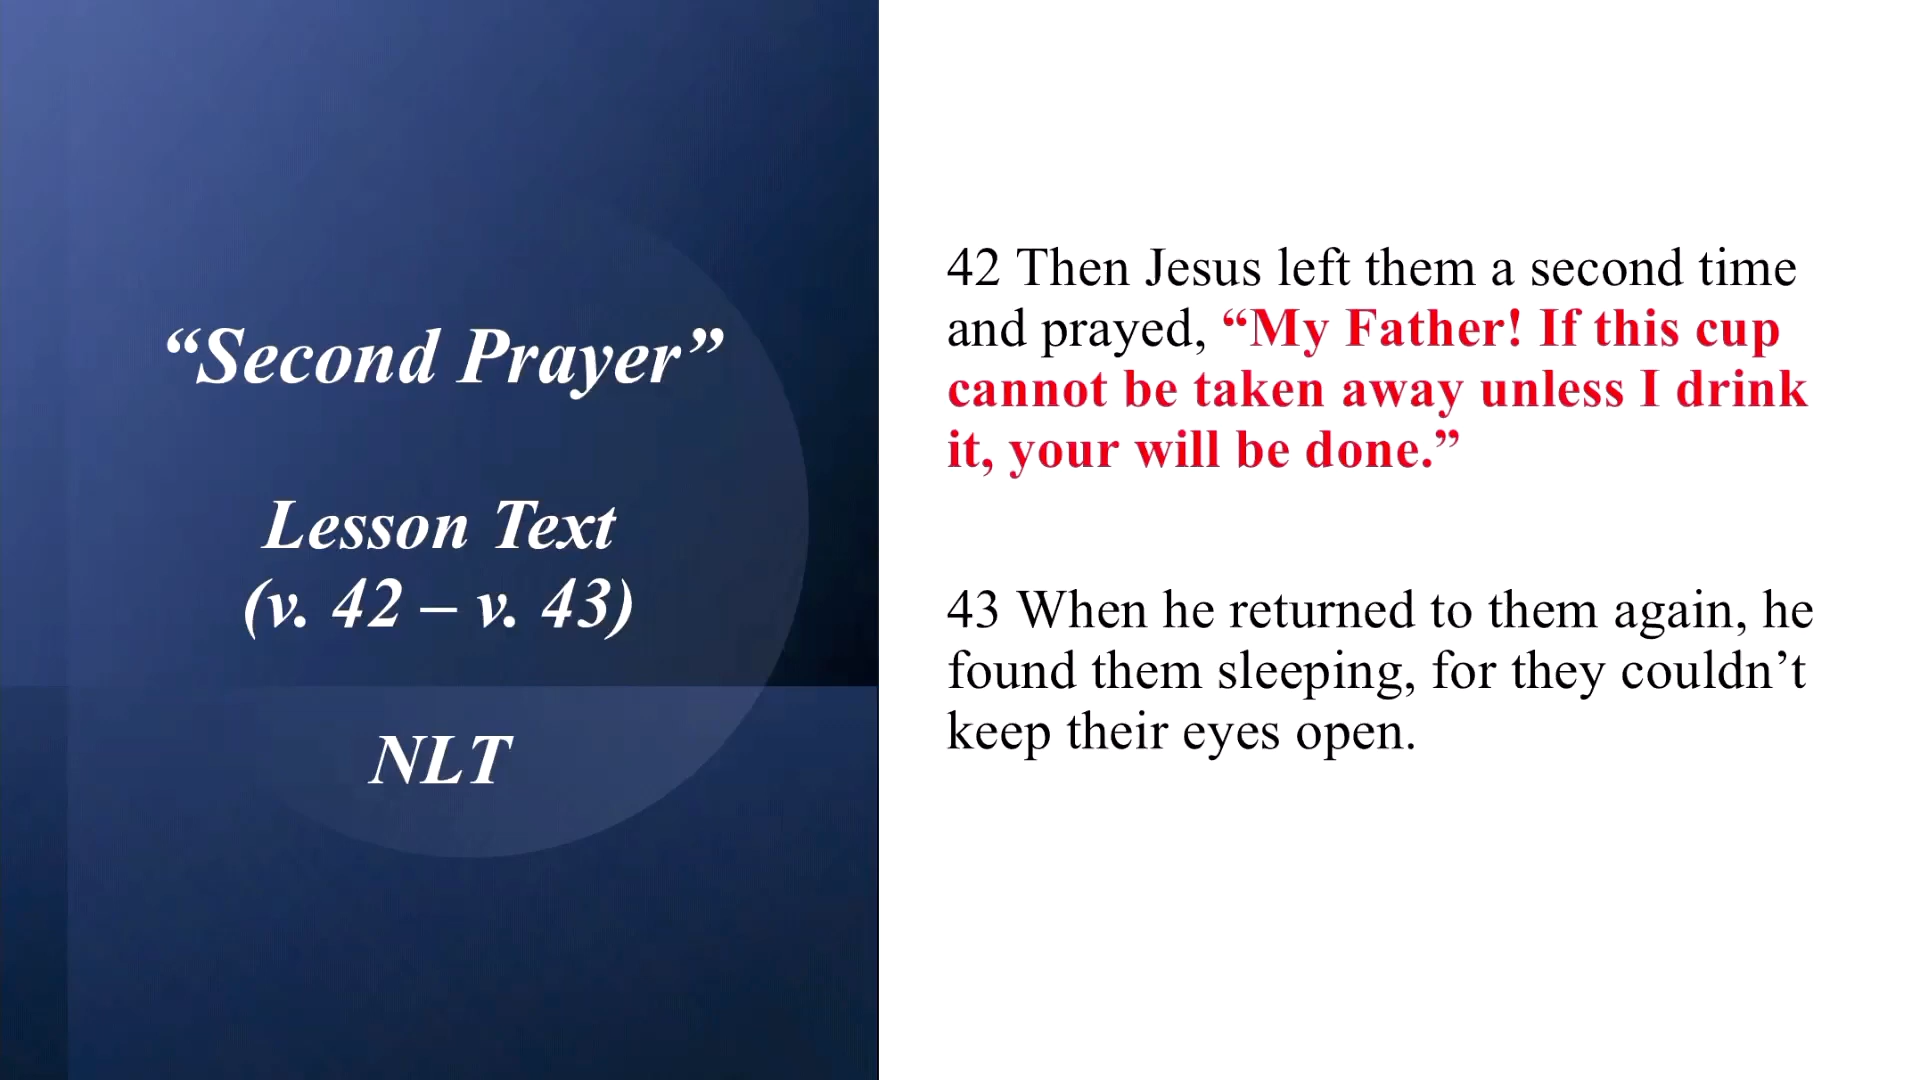 “Second Prayer”
Lesson Text
(v. 42 – v. 43)
NLT
42 Then Jesus left them a second time
and prayed, “My Father! If this cup
cannot be taken away unless I drink
it, your will be done.”
43 When he returned to them again, he
found them sleeping, for they couldn’t
keep their eyes open.